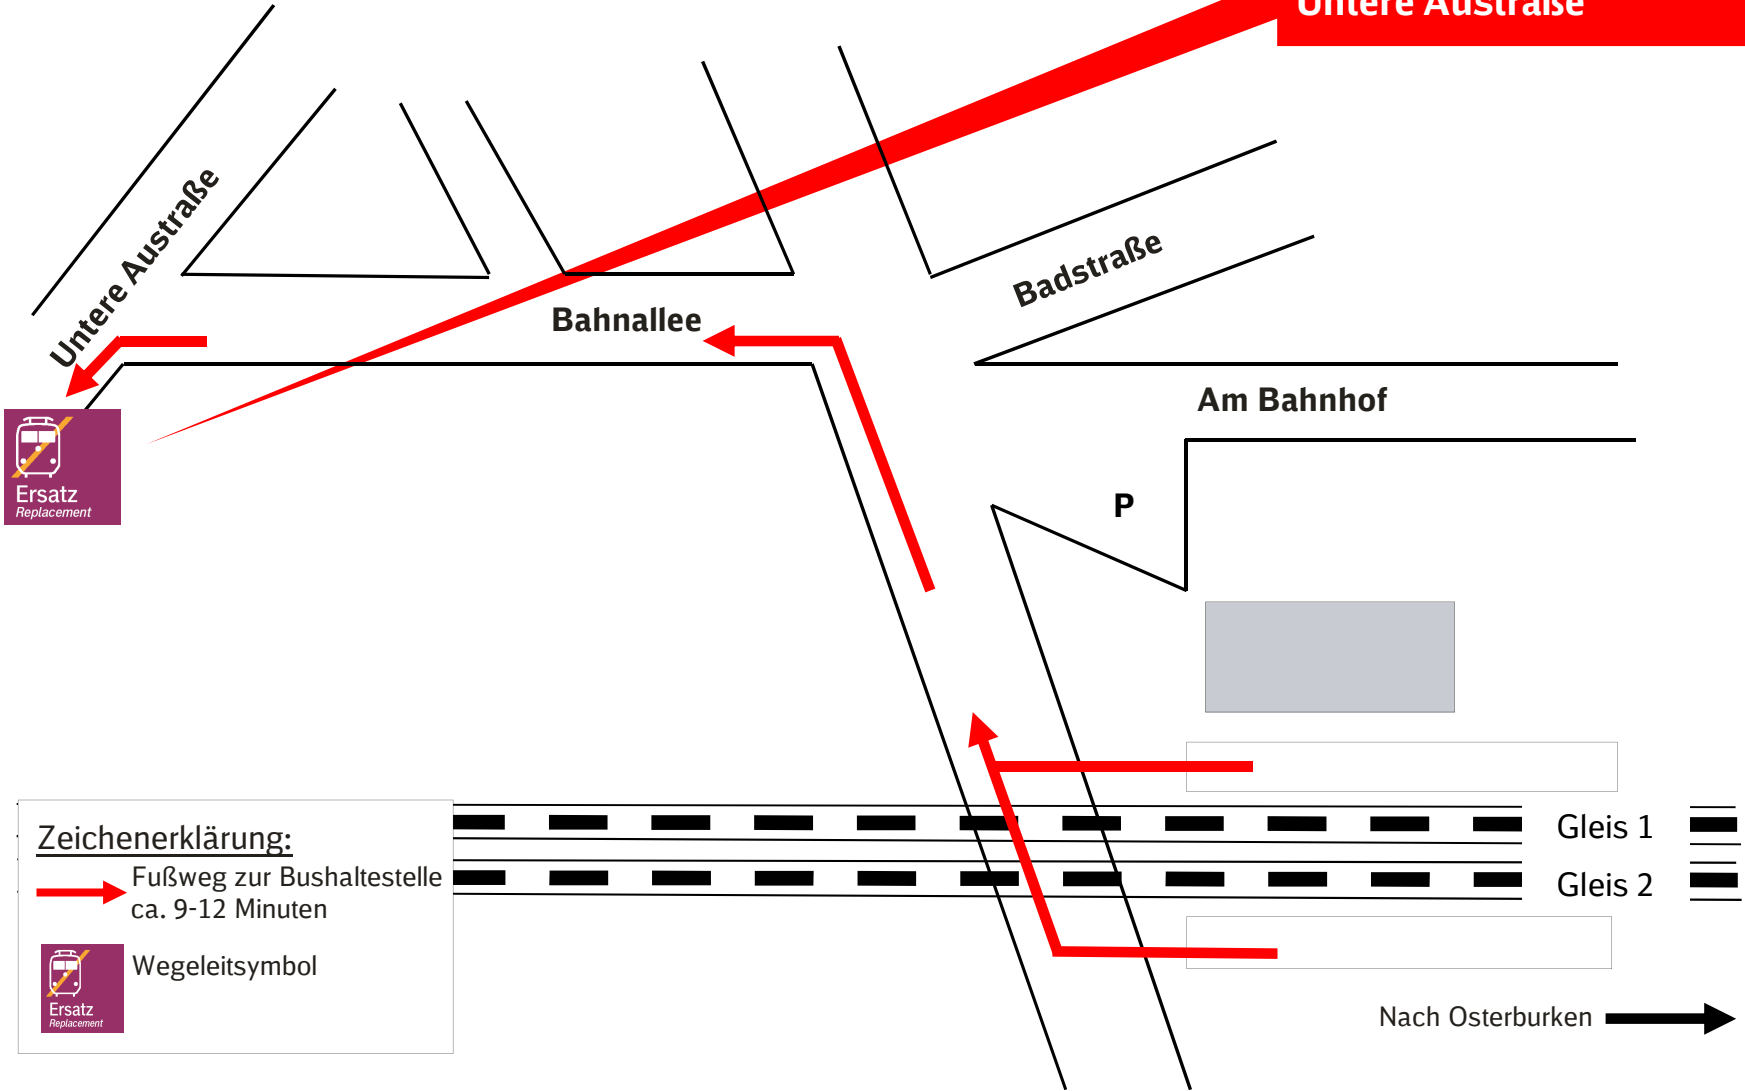 Untere Austraße
Untere Austraße
Badstraße
Bahnallee
Am Bahnhof
P
Ersatz
Replacement
Gleis 1
Gleis 2
Zeichenerklärung:
Fußweg zur Bushaltestelle
ca. 9-12 Minuten
Wegeleitsymbol
Ersatz
Replacement
Nach Osterburken